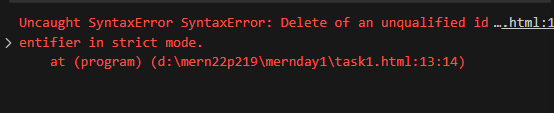 Uncaught SyntaxError SyntaxError: Delete of an unqualified id ….html:1
entifier in strict mode.
at (program) (d:\mern22p219\mernday1\task1.html:13:14)